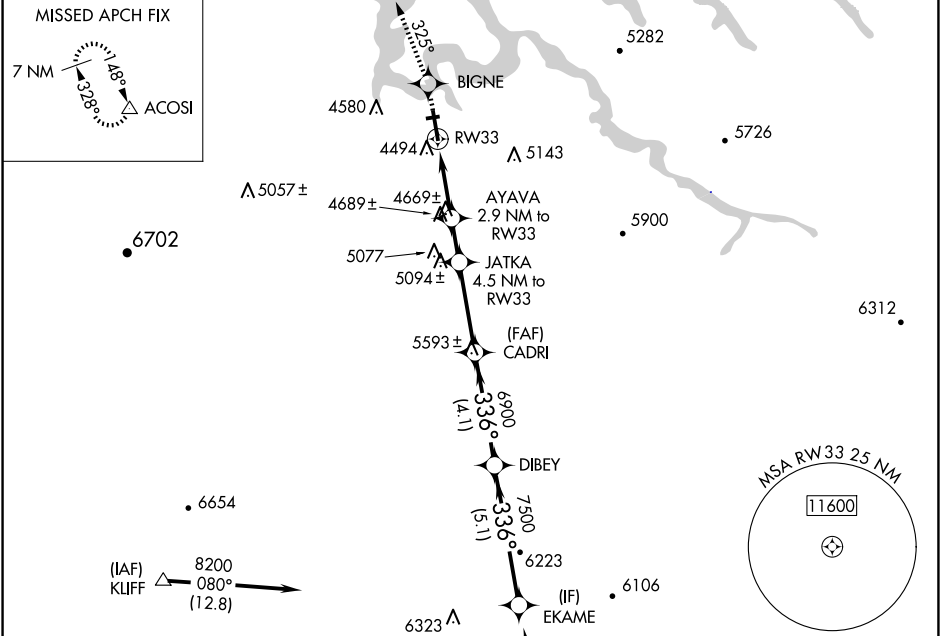 MISSED APCH FIX
7 NM
148°
328°
ACOSI
325°
BIGNE
5282
4580
RW33
4494
5143
5726
5057±
4669±
4689±
AYAVA
2.9 NM to
RW33
5900
6702
5077
5094±
JATKA
4.5 NM to
RW33
6312
5593±
(FAF)
CADRI
6900
336°
(4.1)
DIBEY
7500
336°
(5.1)
6654
6223
MSA RW33 25 NM
11600
(IAF)
KLIFF
8200
080°
(12.8)
(IF)
EKAME
6106
6323